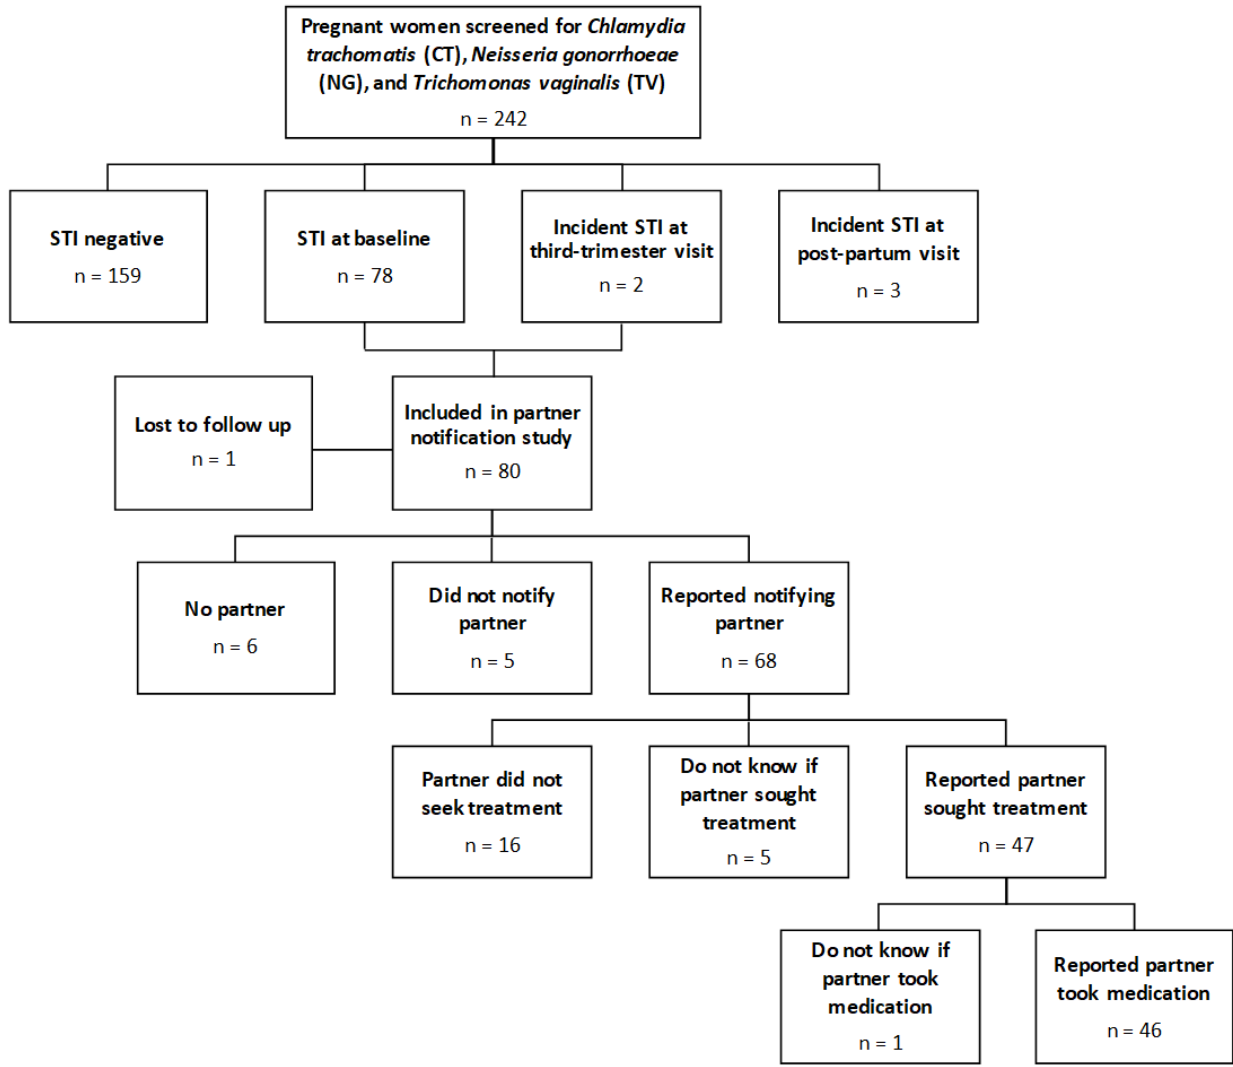 Pregnant women screened for Chlamydia
trachomatis (CT), Neisseria gonorrhoeae
(NG), and Trichomonas vaginalis (TV)
n = 242
STI negative
n = 159
STI at baseline
n = 78
Incident STI at
third-trimester visit
n = 2
Incident STI at
post-partum visit
n = 3
Lost to follow up
n = 1
Included in partner
notification study
n = 80
No partner
n = 6
Did not notify
partner
n = 5
Reported notifying
partner
n = 68
Partner did not
seek treatment
n = 16
Do not know if
partner sought
treatment
n = 5
Reported partner
sought treatment
n = 47
Do not know if
partner took
medication
n = 1
Reported partner
took medication
n = 46